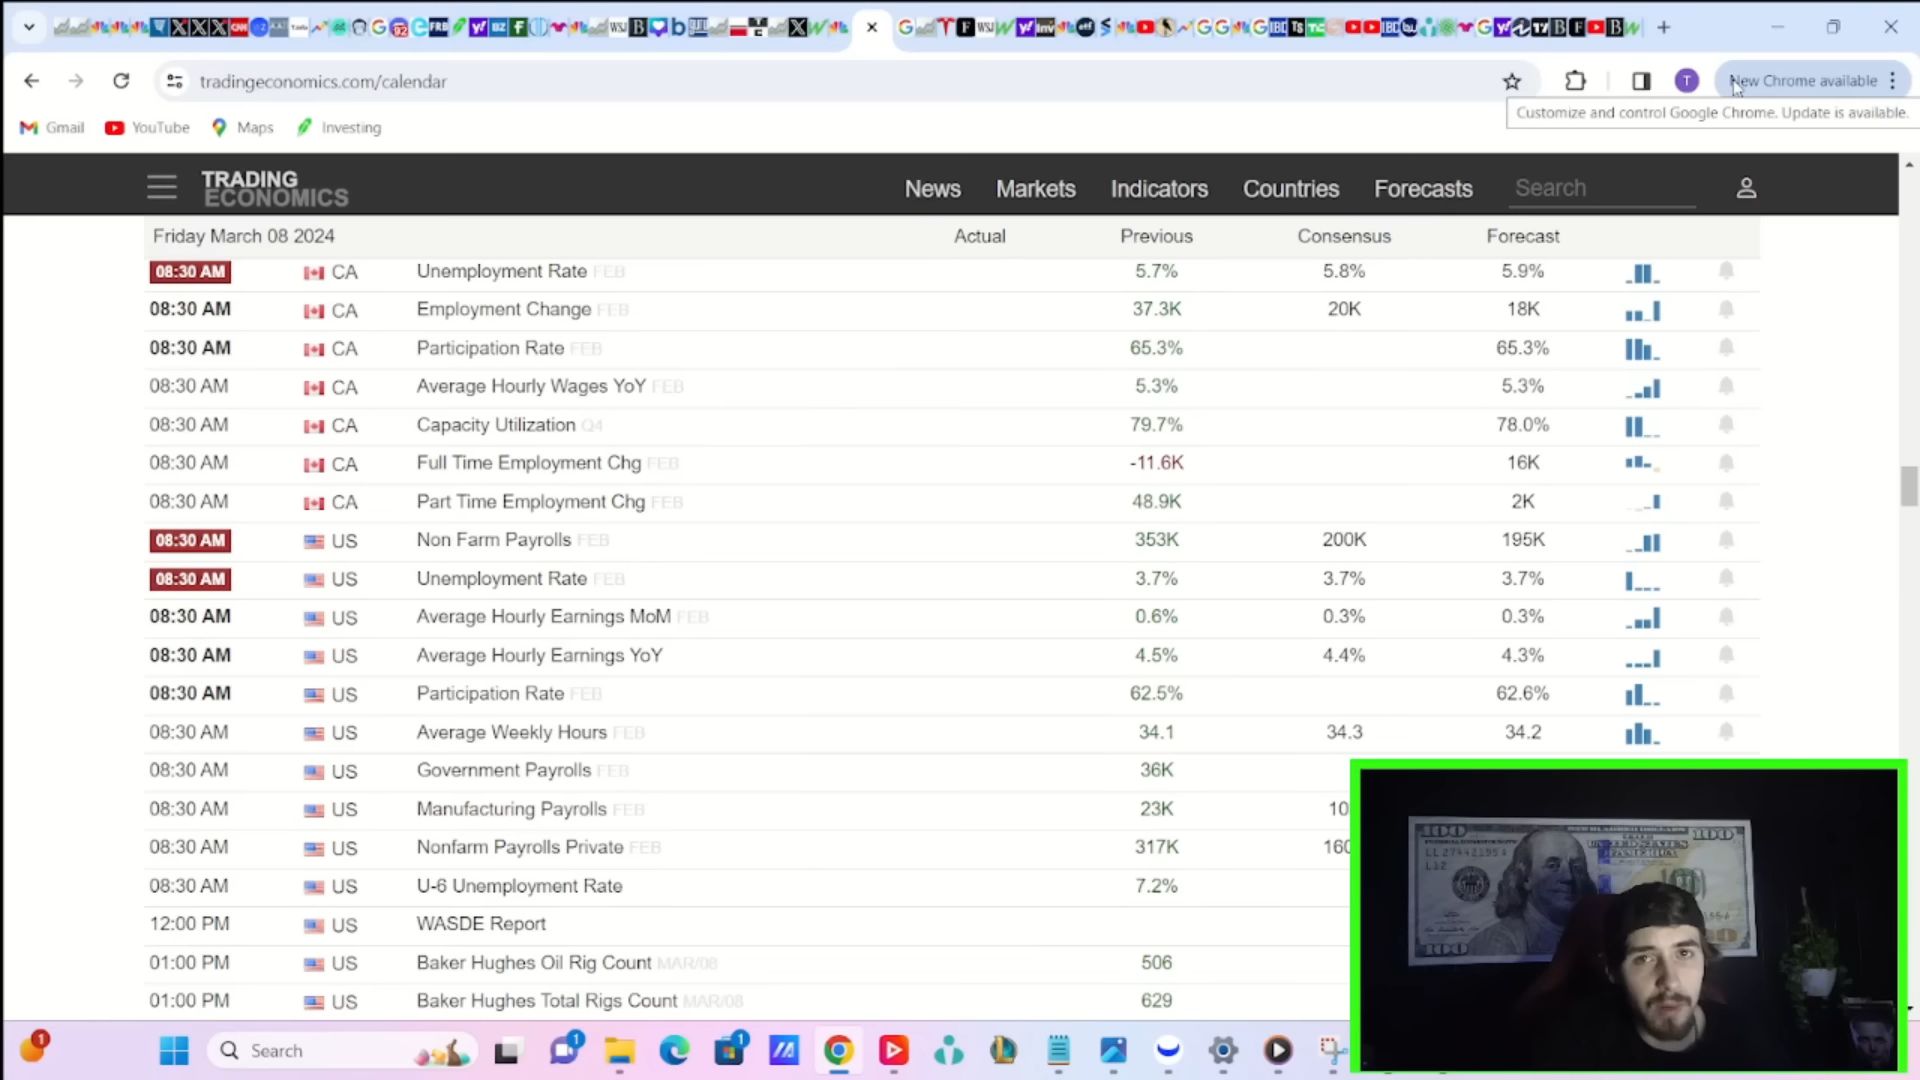 tradingeconomics.com/calendar
New Chrome available
Customize and control Google Chrome. Update is available.
Gmail YouTube Maps Investing
TRADING
ECONOMICS
News Markets Indicators Countries Forecasts Search
Friday March 08 2024 Actual Previous Consensus Forecast
08:30 AM CA Unemployment Rate FEB 5.7% 5.8% 5.9%
08:30 AM CA Employment Change FEB 37.3K 20K 18K
08:30 AM CA Participation Rate FEB 65.3% 65.3%
08:30 AM CA Average Hourly Wages YoY FEB 5.3% 5.3%
08:30 AM CA Capacity Utilization Q4 79.7% 78.0%
08:30 AM CA Full Time Employment Chg FEB -11.6K 16K
08:30 AM CA Part Time Employment Chg FEB 48.9K 2K
08:30 AM US Non Farm Payrolls FEB 353K 200K 195K
08:30 AM US Unemployment Rate FEB 3.7% 3.7% 3.7%
08:30 AM US Average Hourly Earnings MoM FEB 0.6% 0.3% 0.3%
08:30 AM US Average Hourly Earnings YoY 4.5% 4.4% 4.3%
08:30 AM US Participation Rate FEB 62.5% 62.6%
08:30 AM US Average Weekly Hours FEB 34.1 34.3 34.2
08:30 AM US Government Payrolls FEB 36K
08:30 AM US Manufacturing Payrolls FEB 23K 10
08:30 AM US Nonfarm Payrolls Private FEB 317K 160
08:30 AM US U-6 Unemployment Rate 7.2%
12:00 PM US WASDE Report
01:00 PM US Baker Hughes Oil Rig Count MAR/08 506
01:00 PM US Baker Hughes Total Rigs Count MAR/08 629
Search